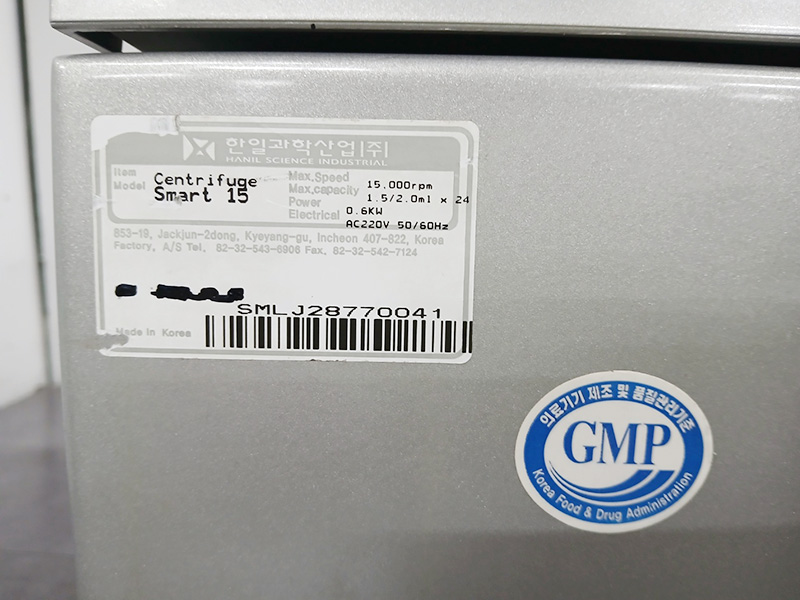 한일과학산업(주)
HANIL SCIENCE INDUSTRIAL
Item Centrifuge
Model Smart 15
Max.Speed 15,000rpm
Max.capacity 1.5/2.0ml x 24
Power 0.6KW
Electrical AC220V 50/60Hz
853-19, Jackjun-2dong, Kyeyang-gu, Incheon 407-822, Korea
Factory, A/S Tel. 82-32-543-6906 Fax. 82-32-542-7124
SMLJ28770041
Made in Korea
의료기기 제조 및 품질관리기준
GMP
Korea Food & Drug Administration